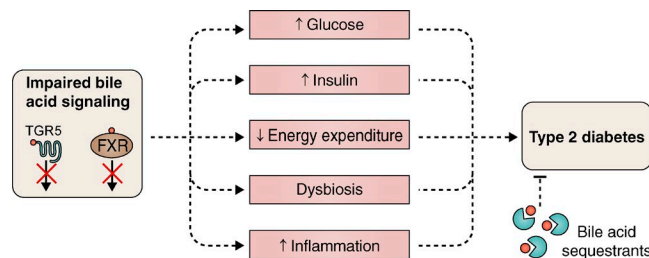 Impaired bile
acid signaling
TGR5
FXR
↑ Glucose
↑ Insulin
↓ Energy expenditure
Dysbiosis
↑ Inflammation
Type 2 diabetes
Bile acid
sequestrants